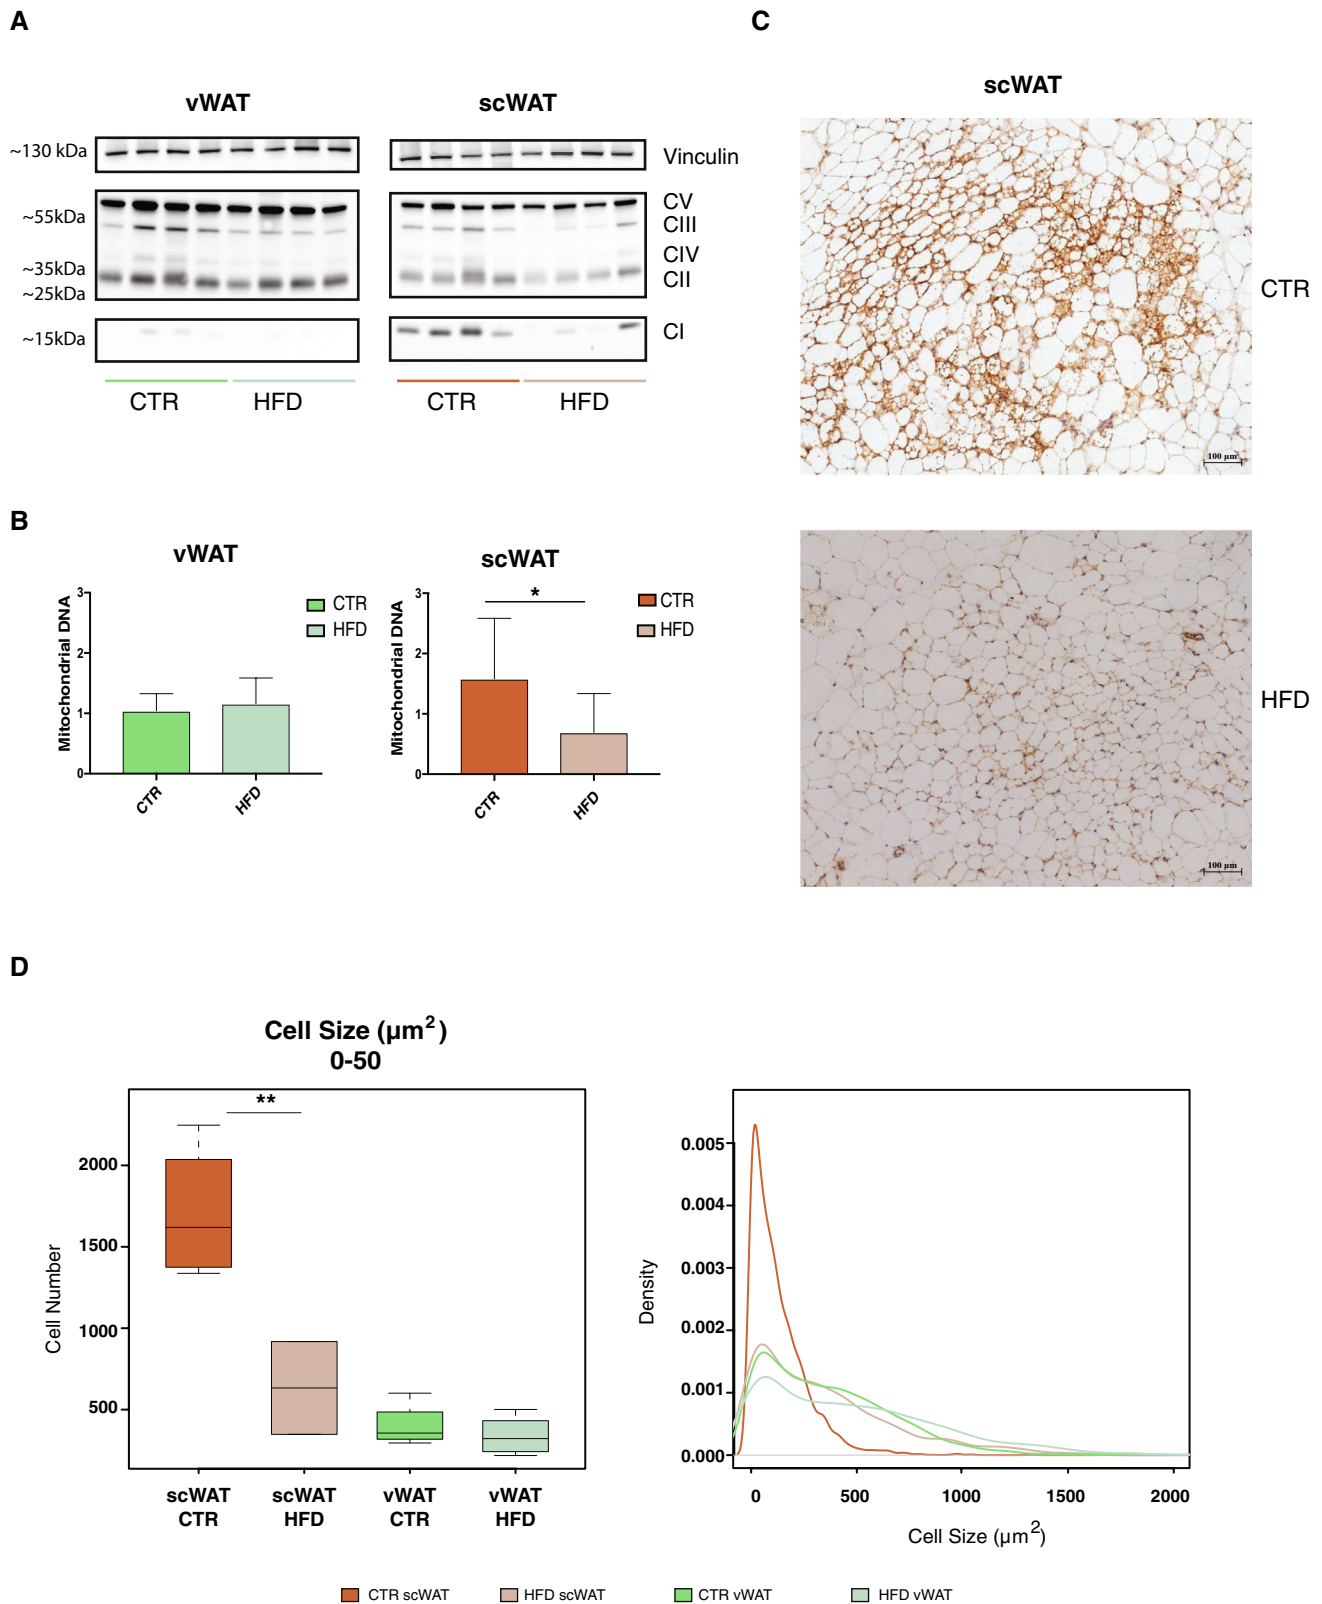 A
vWAT
scWAT
~130 kDa
~55kDa
~35kDa
~25kDa
~15kDa
Vinculin
CV
CIII
CIV
CII
CI
CTR
HFD
CTR
HFD
B
vWAT
Mitochondrial DNA
3
2
1
0
CTR
HFD
CTR
HFD
scWAT
Mitochondrial DNA
3
2
1
0
*
CTR
HFD
CTR
HFD
C
scWAT
100 µm
CTR
100 µm
HFD
D
Cell Size (µm²)
0-50
Cell Number
2000
1500
1000
500
**
scWAT CTR
scWAT HFD
vWAT CTR
vWAT HFD
Density
0.005
0.004
0.003
0.002
0.001
0.000
0
500
1000
1500
2000
Cell Size (µm²)
CTR scWAT
HFD scWAT
CTR vWAT
HFD vWAT